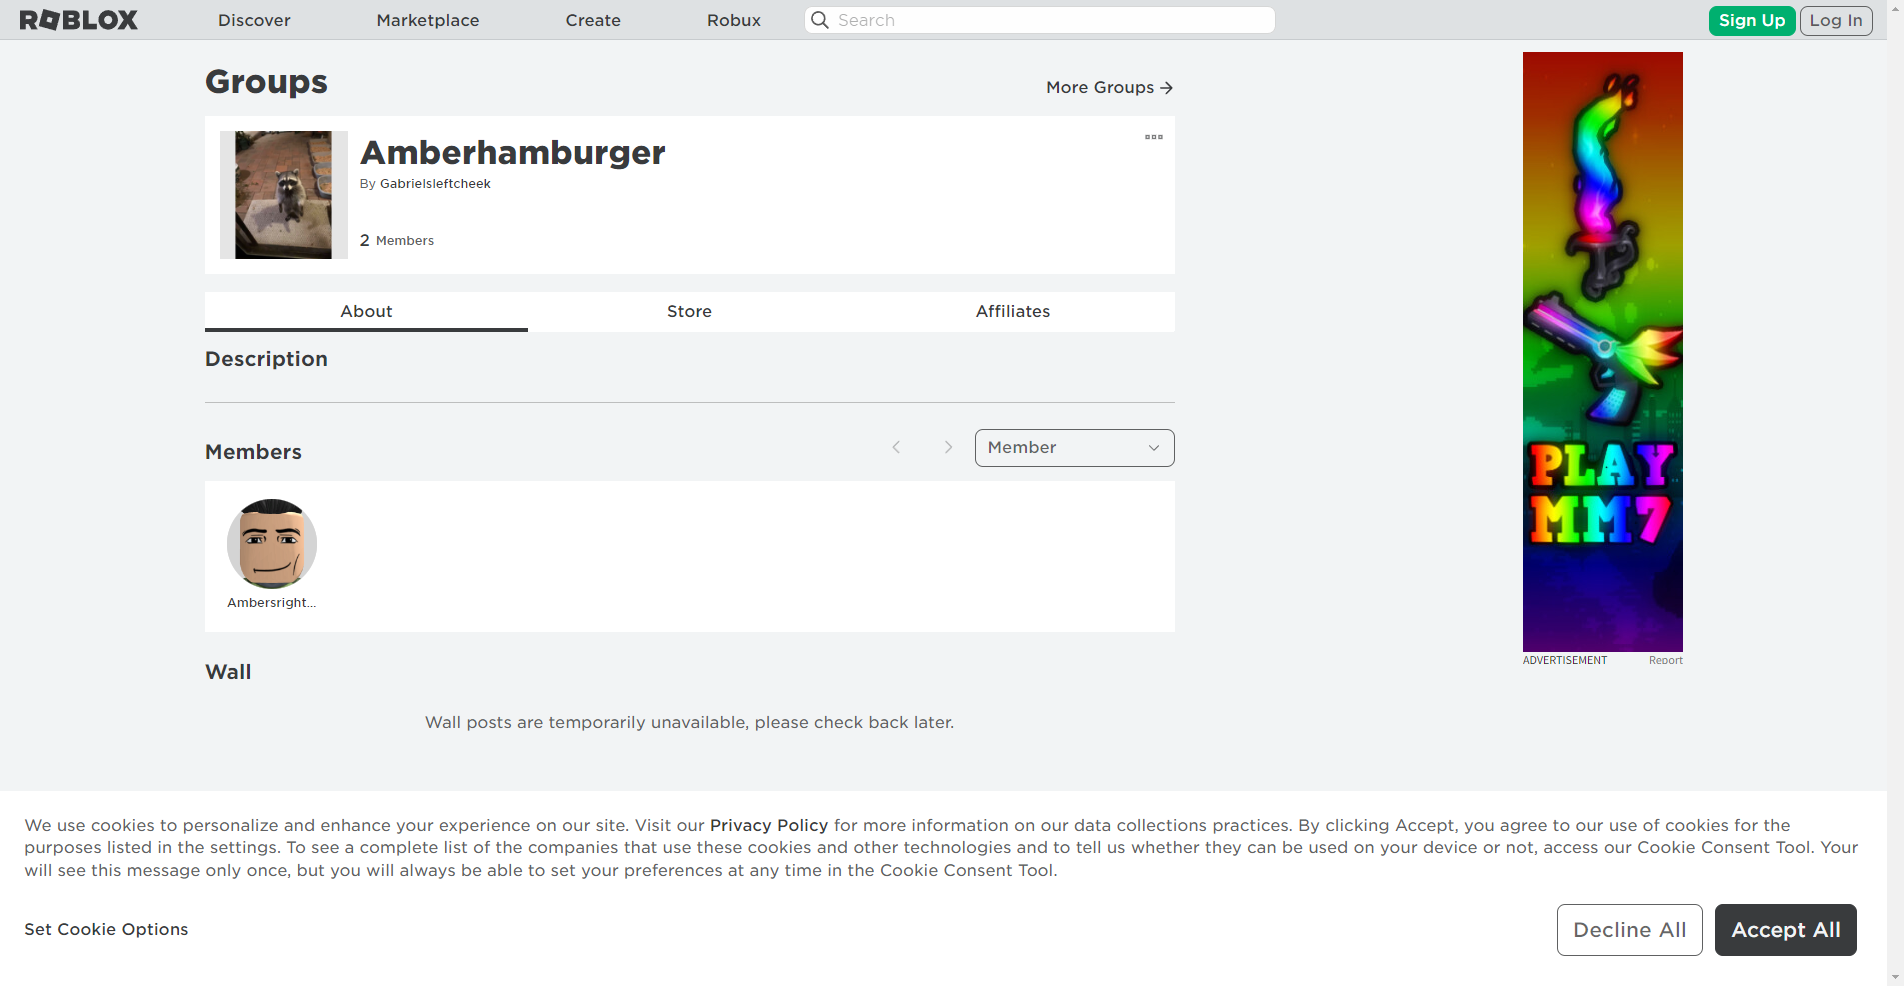 ROBLOX
Discover
Marketplace
Create
Robux
Search
Sign Up
Log In
Groups
More Groups
Amberhamburger
By Gabrielsleftcheek
2 Members
About
Store
Affiliates
Description
Members
Member
Ambersright...
Wall
Wall posts are temporarily unavailable, please check back later.
PLAY
MM7
ADVERTISEMENT
Report
We use cookies to personalize and enhance your experience on our site. Visit our Privacy Policy for more information on our data collections practices. By clicking Accept, you agree to our use of cookies for the
purposes listed in the settings. To see a complete list of the companies that use these cookies and other technologies and to tell us whether they can be used on your device or not, access our Cookie Consent Tool. Your
will see this message only once, but you will always be able to set your preferences at any time in the Cookie Consent Tool.
Set Cookie Options
Decline All
Accept All